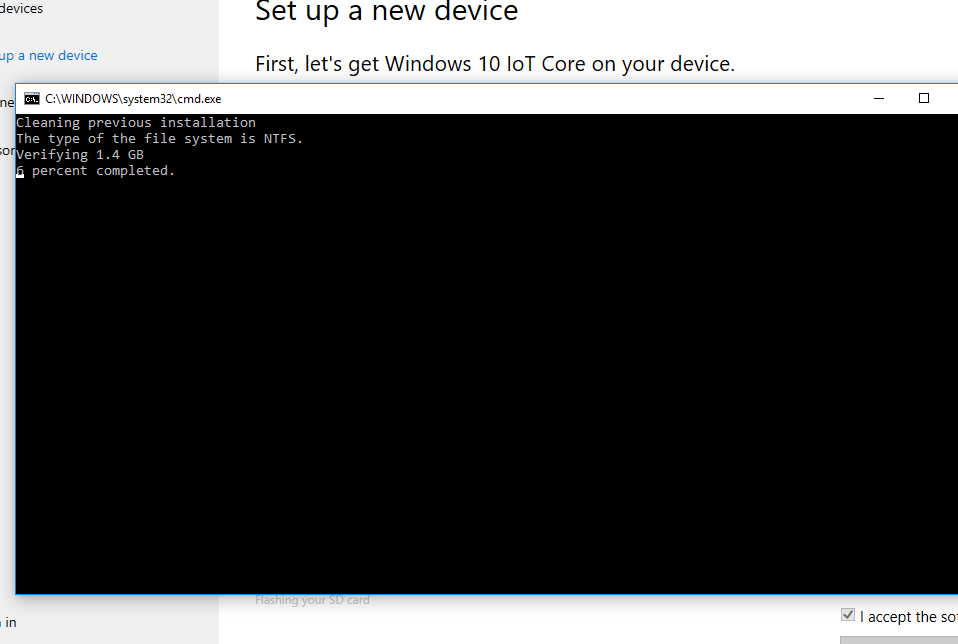 devices
Set up a new device
up a new device
First, let's get Windows 10 IoT Core on your device.
ne
C:\WINDOWS\system32\cmd.exe
Cleaning previous installation
The type of the file system is NTFS.
sor
Verifying 1.4 GB
6 percent completed.
Flashing your SD card
I accept the so
in